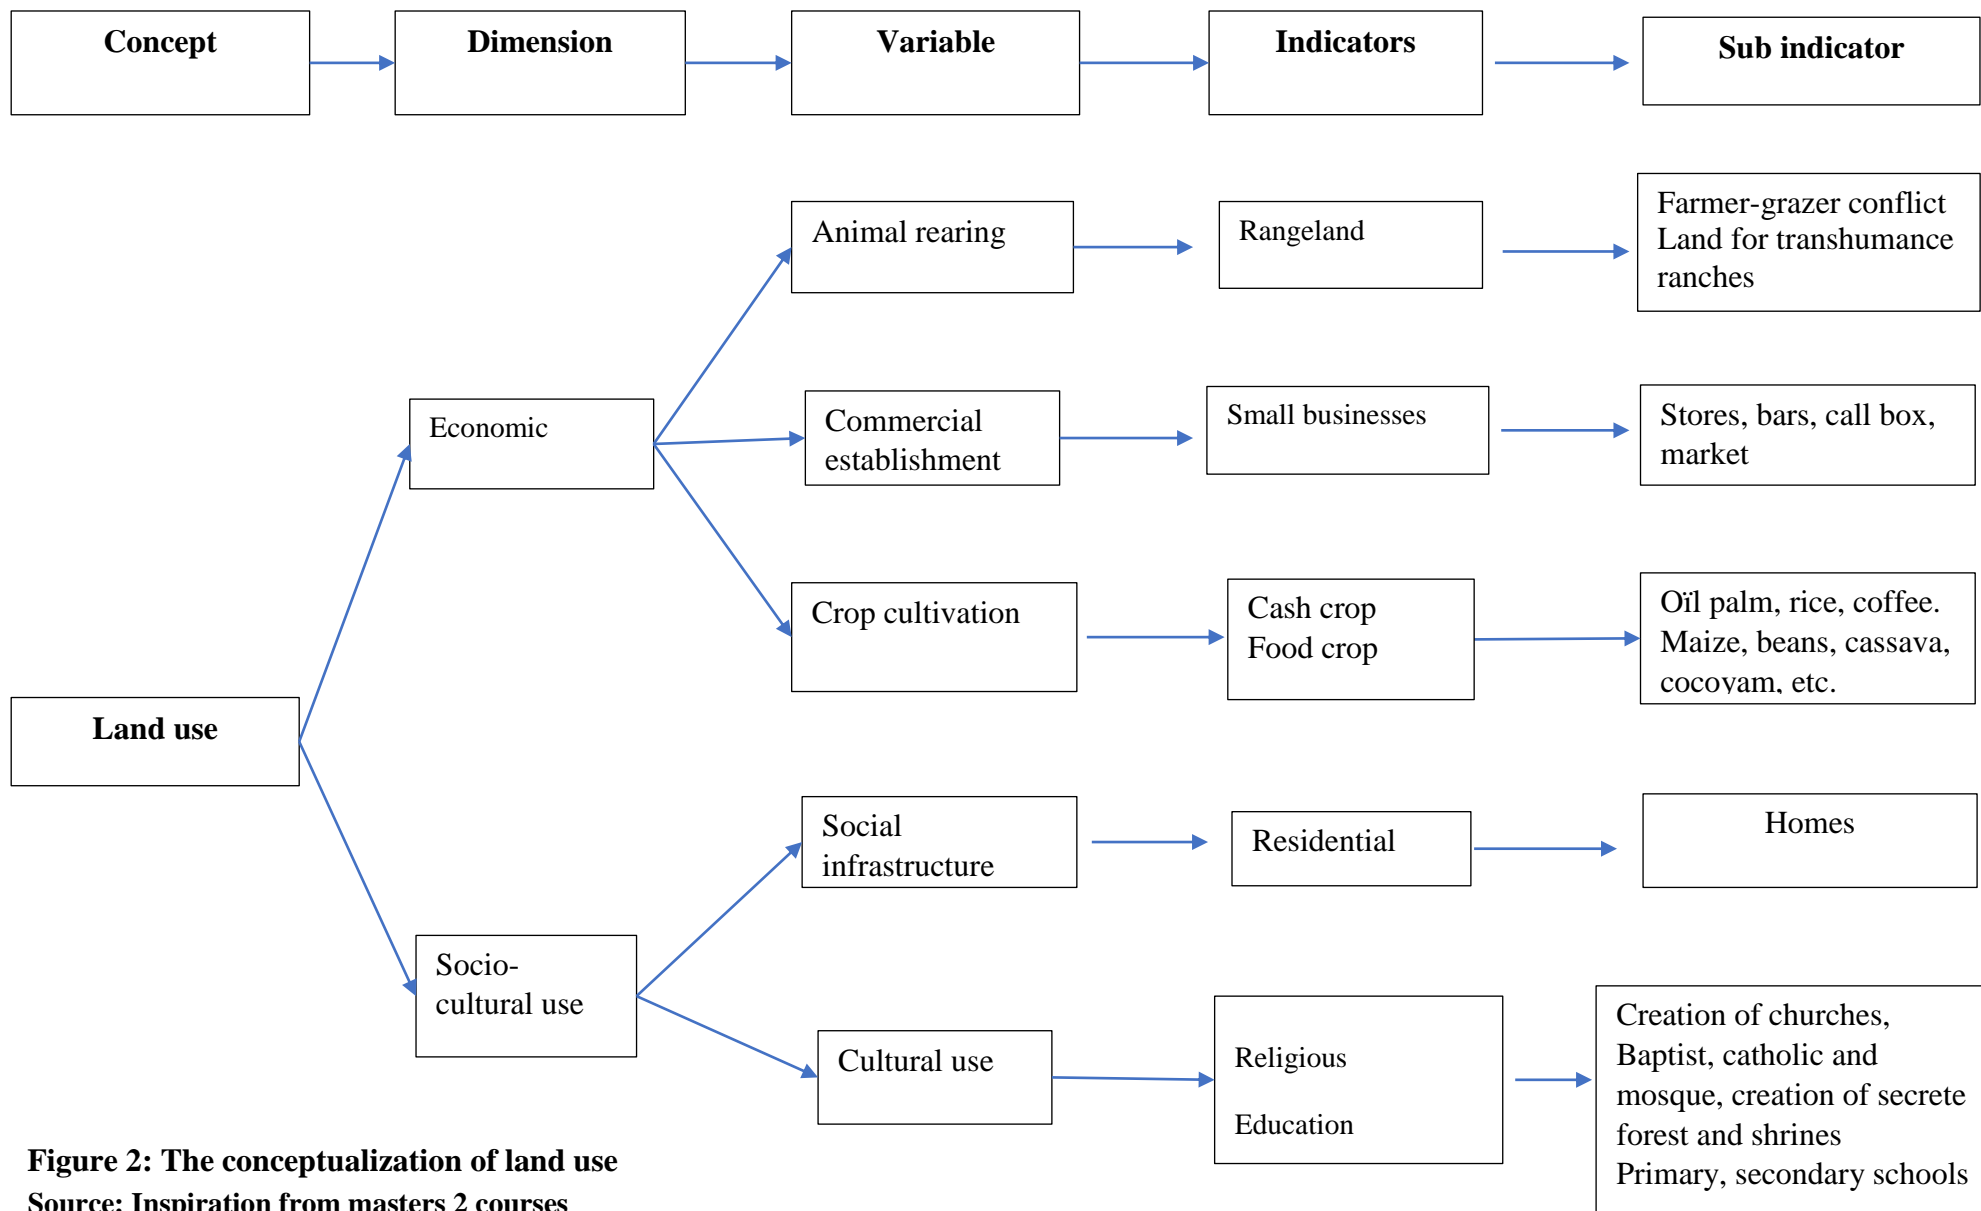 Concept
Dimension
Variable
Indicators
Sub indicator
Animal rearing
Rangeland
Farmer-grazer conflict
Land for transhumance
ranches
Economic
Commercial
establishment
Small businesses
Stores, bars, call box,
market
Crop cultivation
Cash crop
Food crop
Oïl palm, rice, coffee.
Maize, beans, cassava,
cocoyam, etc.
Land use
Social
infrastructure
Residential
Homes
Socio-
cultural use
Cultural use
Religious
Education
Creation of churches,
Baptist, catholic and
mosque, creation of secrete
forest and shrines
Primary, secondary schools
Figure 2: The conceptualization of land use
Source: Inspiration from masters 2 courses